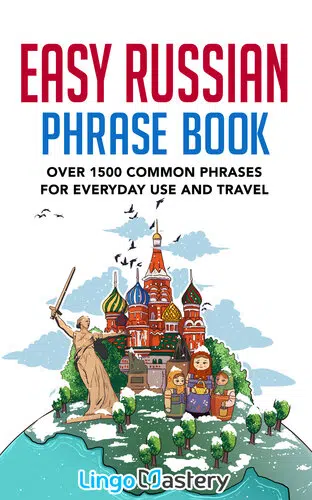 EASY RUSSIAN
PHRASE BOOK
OVER 1500 COMMON PHRASES
FOR EVERYDAY USE AND TRAVEL
LingoMastery